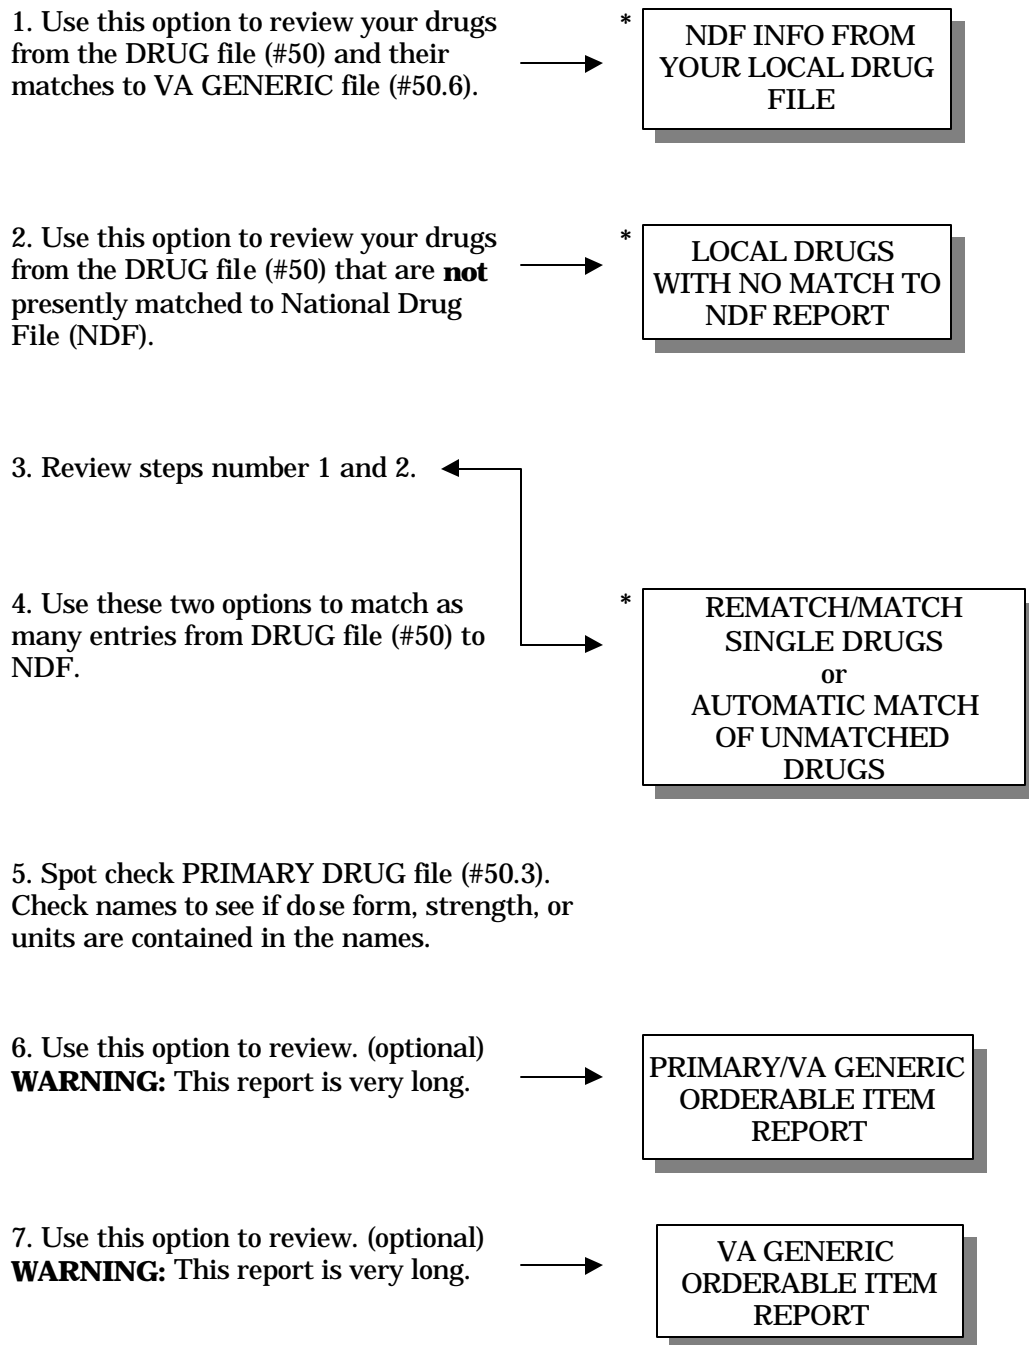 1. Use this option to review your drugs
from the DRUG file (#50) and their
matches to VA GENERIC file (#50.6).
*
NDF INFO FROM
YOUR LOCAL DRUG
FILE
2. Use this option to review your drugs
from the DRUG file (#50) that are not
presently matched to National Drug
File (NDF).
*
LOCAL DRUGS
WITH NO MATCH TO
NDF REPORT
3. Review steps number 1 and 2.
4. Use these two options to match as
many entries from DRUG file (#50) to
NDF.
*
REMATCH/MATCH
SINGLE DRUGS
or
AUTOMATIC MATCH
OF UNMATCHED
DRUGS
5. Spot check PRIMARY DRUG file (#50.3).
Check names to see if dose form, strength, or
units are contained in the names.
6. Use this option to review. (optional)
WARNING: This report is very long.
PRIMARY/VA GENERIC
ORDERABLE ITEM
REPORT
7. Use this option to review. (optional)
WARNING: This report is very long.
VA GENERIC
ORDERABLE ITEM
REPORT